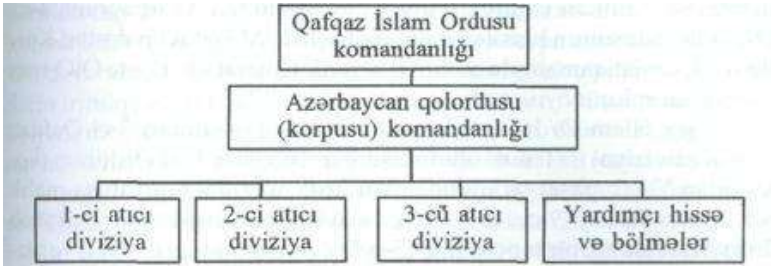 Qafqaz İslam Ordusu
komandanlığı
Azərbaycan qolordusu
(korpusu) komandanlığı
1-ci atıcı
diviziya
2-ci atıcı
diviziya
3-cü atıcı
diviziya
Yardımçı hissə
və bölmələr